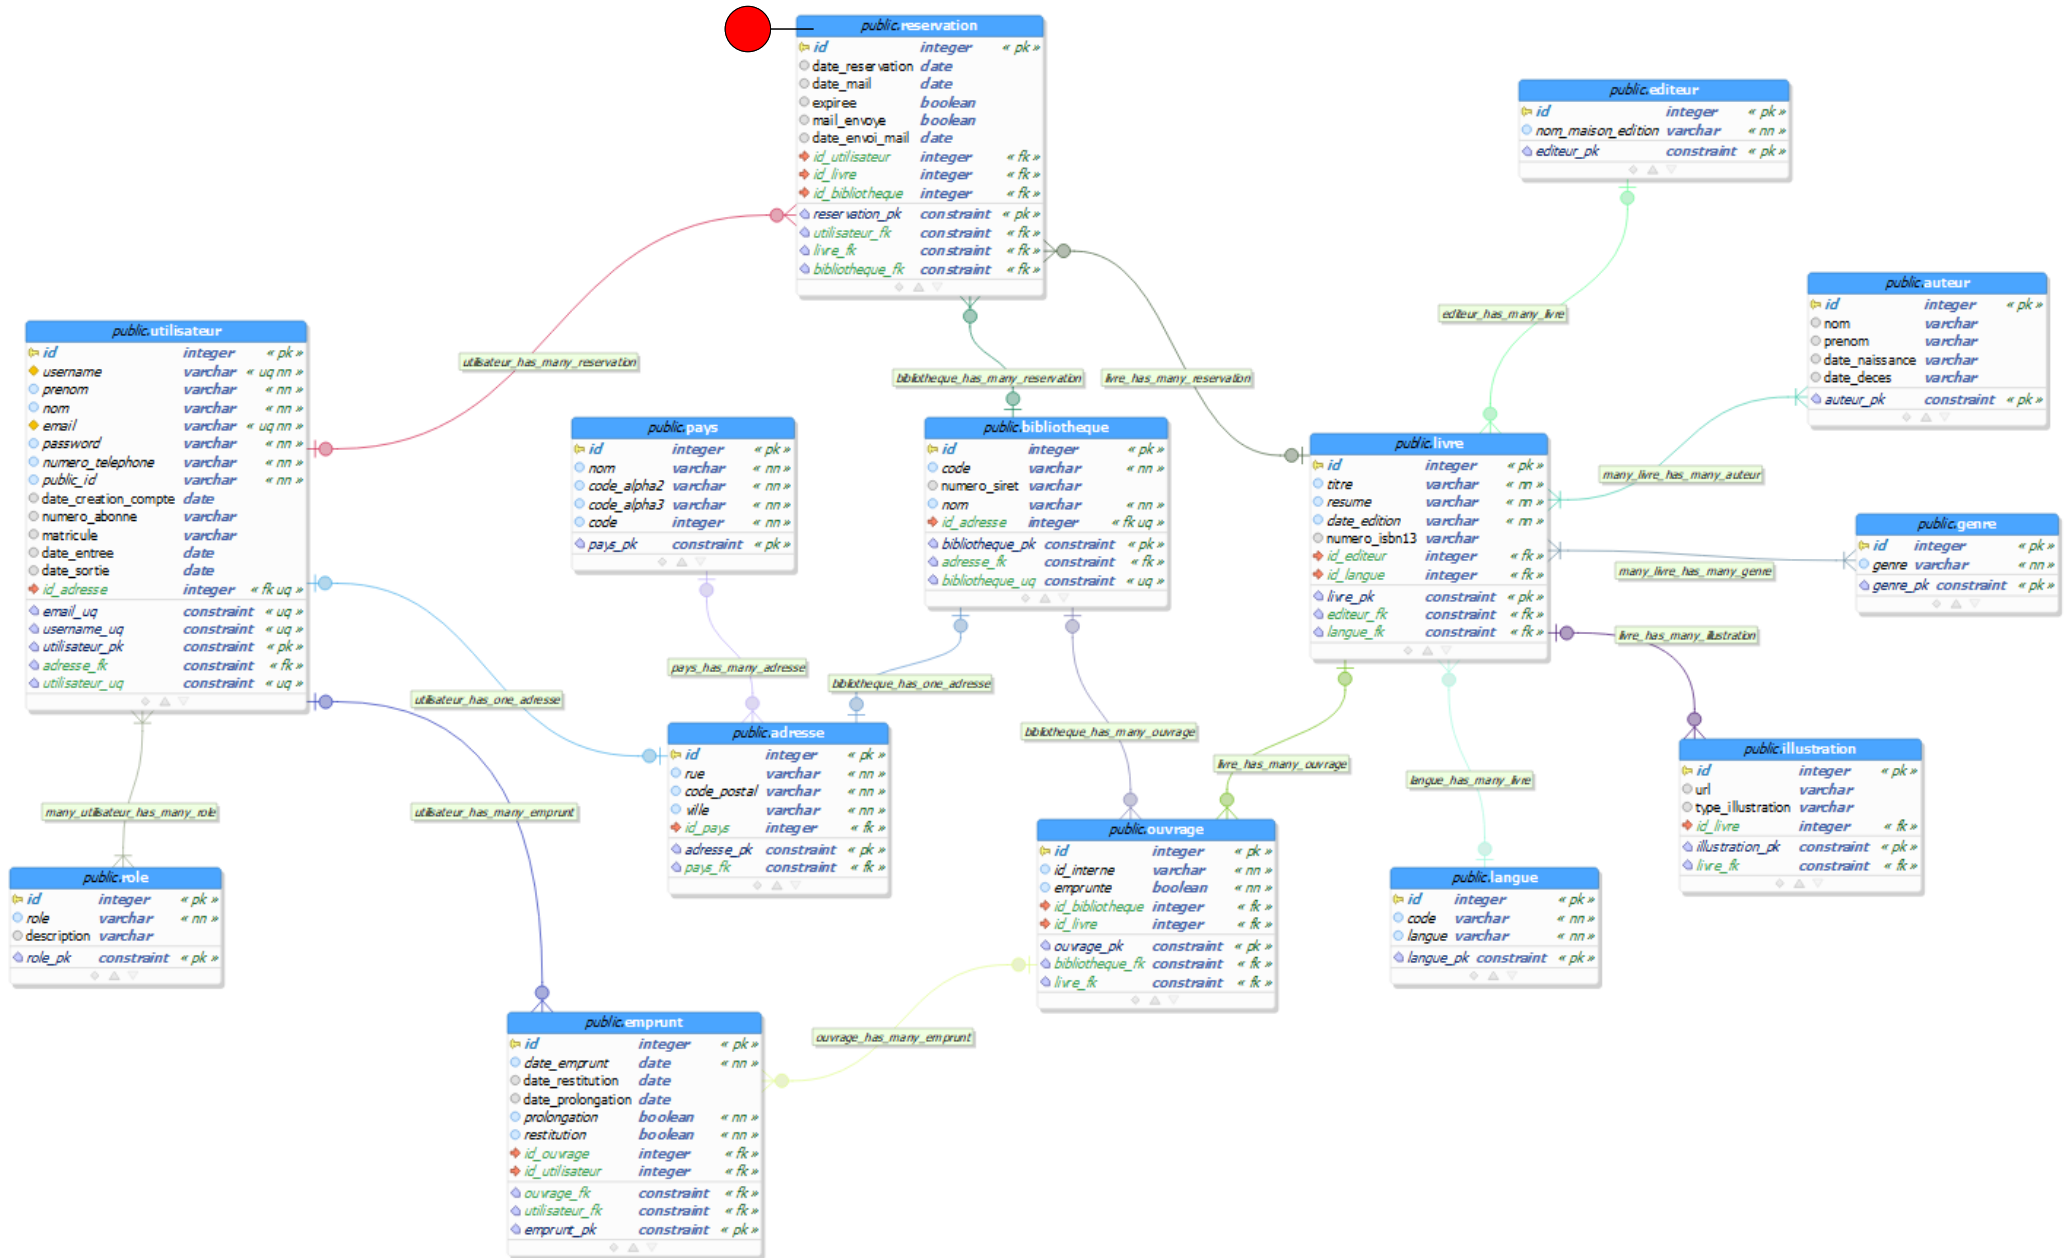 public.reservation
id integer « pk »
date_reservation date
date_mail date
expiree boolean
mail_envoye boolean
date_envoi_mail date
id_utilisateur integer « fk »
id_livre integer « fk »
id_bibliotheque integer « fk »
reservation_pk constraint « pk »
utilisateur_fk constraint « fk »
livre_fk constraint « fk »
bibliotheque_fk constraint « fk »
public.editeur
id integer « pk »
nom_maison_edition varchar « nn »
editeur_pk constraint « pk »
editeur_has_many_livre
public.auteur
id integer « pk »
nom varchar
prenom varchar
date_naissance varchar
date_deces varchar
auteur_pk constraint « pk »
public.utilisateur
id integer « pk »
username varchar « uq nn »
prenom varchar « nn »
nom varchar « nn »
email varchar « uq nn »
password varchar « nn »
numero_telephone varchar « nn »
public_id varchar « nn »
date_creation_compte date
numero_abonne varchar
matricule varchar
date_entree date
date_sortie date
id_adresse integer « fk uq »
email_uq constraint « uq »
username_uq constraint « uq »
utilisateur_pk constraint « pk »
adresse_fk constraint « fk »
utilisateur_uq constraint « uq »
utilisateur_has_many_reservation
bibliotheque_has_many_reservation
livre_has_many_reservation
public.pays
id integer « pk »
nom varchar « nn »
code_alpha2 varchar « nn »
code_alpha3 varchar « nn »
code integer « nn »
pays_pk constraint « pk »
public.bibliotheque
id integer « pk »
code varchar « nn »
numero_siret varchar
nom varchar « nn »
id_adresse integer « fk uq »
bibliotheque_pk constraint « pk »
adresse_fk constraint « fk »
bibliotheque_uq constraint « uq »
public.livre
id integer « pk »
titre varchar « nn »
resume varchar « nn »
date_edition varchar « nn »
numero_isbn13 varchar
id_editeur integer « fk »
id_langue integer « fk »
livre_pk constraint « pk »
editeur_fk constraint « fk »
langue_fk constraint « fk »
many_livre_has_many_auteur
public.genre
id integer « pk »
genre varchar « nn »
genre_pk constraint « pk »
many_livre_has_many_genre
livre_has_many_illustration
pays_has_many_adresse
bibliotheque_has_one_adresse
utilisateur_has_one_adresse
bibliotheque_has_many_ouvrage
livre_has_many_ouvrage
langue_has_many_livre
public.adresse
id integer « pk »
rue varchar « nn »
code_postal varchar « nn »
ville varchar « nn »
id_pays integer « fk »
adresse_pk constraint « pk »
pays_fk constraint « fk »
public.illustration
id integer « pk »
url varchar
type_illustration varchar
id_livre integer « fk »
illustration_pk constraint « pk »
livre_fk constraint « fk »
many_utilisateur_has_many_role
utilisateur_has_many_emprunt
public.role
id integer « pk »
role varchar « nn »
description varchar
role_pk constraint « pk »
public.ouvrage
id integer « pk »
id_interne varchar « nn »
emprunte boolean « nn »
id_bibliotheque integer « fk »
id_livre integer « fk »
ouvrage_pk constraint « pk »
bibliotheque_fk constraint « fk »
livre_fk constraint « fk »
public.langue
id integer « pk »
code varchar « nn »
langue varchar « nn »
langue_pk constraint « pk »
ouvrage_has_many_emprunt
public.emprunt
id integer « pk »
date_emprunt date « nn »
date_restitution date
date_prolongation date
prolongation boolean « nn »
restitution boolean « nn »
id_ouvrage integer « fk »
id_utilisateur integer « fk »
ouvrage_fk constraint « fk »
utilisateur_fk constraint « fk »
emprunt_pk constraint « pk »